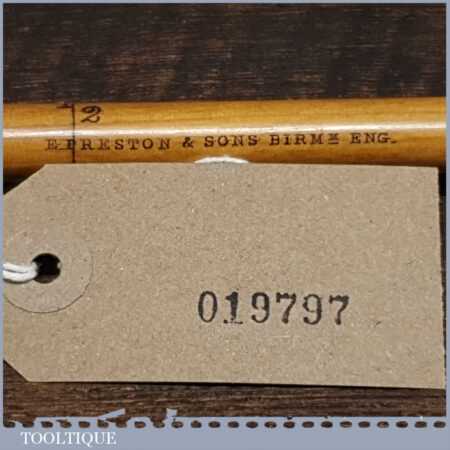 2
E. PRESTON & SONS BIRMM ENG.
019797
TOOLTIQUE